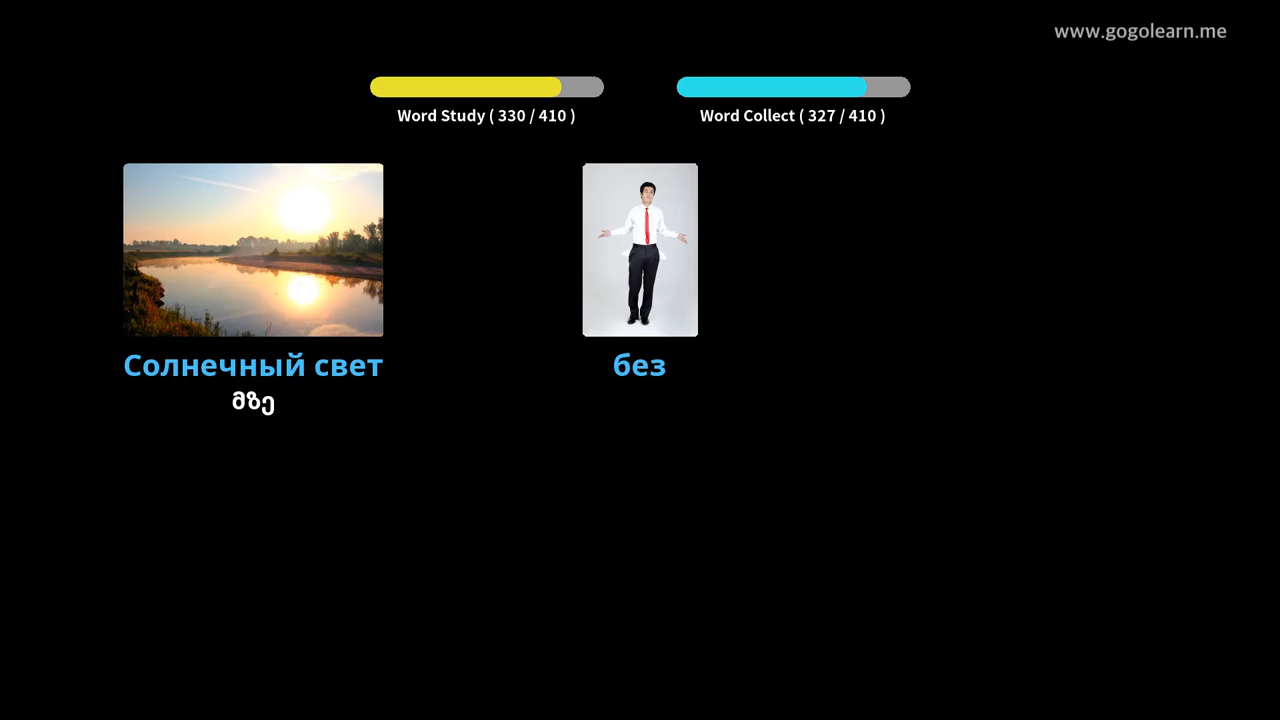 www.gogolearn.me
Word Study ( 330 / 410 )
Word Collect ( 327 / 410 )
Солнечный свет
მზე
без